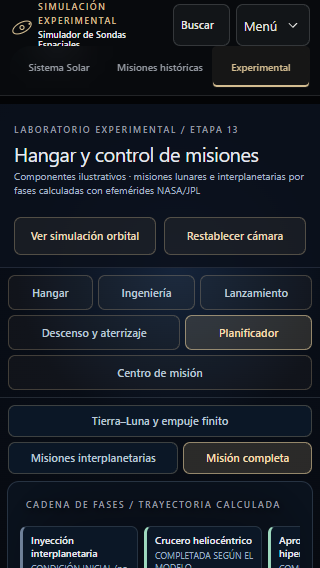 SIMULACIÓN
EXPERIMENTAL
Simulador de Sondas
Espaciales
Buscar
Menú
Sistema Solar
Misiones históricas
Experimental
LABORATORIO EXPERIMENTAL / ETAPA 13
Hangar y control de misiones
Componentes ilustrativos · misiones lunares e interplanetarias por
fases calculadas con efemérides NASA/JPL
Ver simulación orbital
Restablecer cámara
Hangar
Ingeniería
Lanzamiento
Descenso y aterrizaje
Planificador
Centro de misión
Tierra–Luna y empuje finito
Misiones interplanetarias
Misión completa
CADENA DE FASES / TRAYECTORIA CALCULADA
Inyección
interplanetaria
CONDICIÓN INICIAL
Crucero heliocéntrico
COMPLETADA SEGÚN EL
MODELO